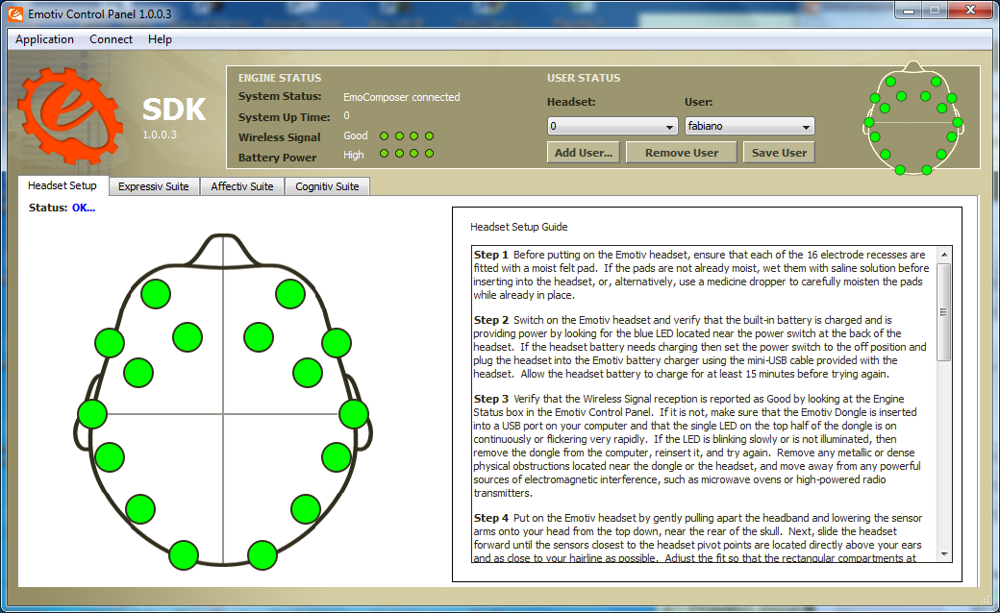 Emotiv Control Panel 1.0.0.3
Application Connect Help
SDK
1.0.0.3
ENGINE STATUS
System Status: EmoComposer connected
System Up Time: 0
Wireless Signal Good
Battery Power High
USER STATUS
Headset: User:
0 fabiano
Add User... Remove User Save User
Headset Setup Expressiv Suite Affectiv Suite Cognitiv Suite
Status: OK...
Headset Setup Guide
Step 1 Before putting on the Emotiv headset, ensure that each of the 16 electrode recesses are
fitted with a moist felt pad. If the pads are not already moist, wet them with saline solution before
inserting into the headset, or, alternatively, use a medicine dropper to carefully moisten the pads
while already in place.
Step 2 Switch on the Emotiv headset and verify that the built-in battery is charged and is
providing power by looking for the blue LED located near the power switch at the back of the
headset. If the headset battery needs charging then set the power switch to the off position and
plug the headset into the Emotiv battery charger using the mini-USB cable provided with the
headset. Allow the headset battery to charge for at least 15 minutes before trying again.
Step 3 Verify that the Wireless Signal reception is reported as Good by looking at the Engine
Status box in the Emotiv Control Panel. If it is not, make sure that the Emotiv Dongle is inserted
into a USB port on your computer and that the single LED on the top half of the dongle is on
continuously or flickering very rapidly. If the LED is blinking slowly or is not illuminated, then
remove the dongle from the computer, reinsert it, and try again. Remove any metallic or dense
physical obstructions located near the dongle or the headset, and move away from any powerful
sources of electromagnetic interference, such as microwave ovens or high-powered radio
transmitters.
Step 4 Put on the Emotiv headset by gently pulling apart the headband and lowering the sensor
arms onto your head from the top down, near the rear of the skull. Next, slide the headset
forward until the sensors closest to the headset pivot points are located directly above your ears
and as close to your hairline as possible. Adjust the fit so that the rectangular compartments at